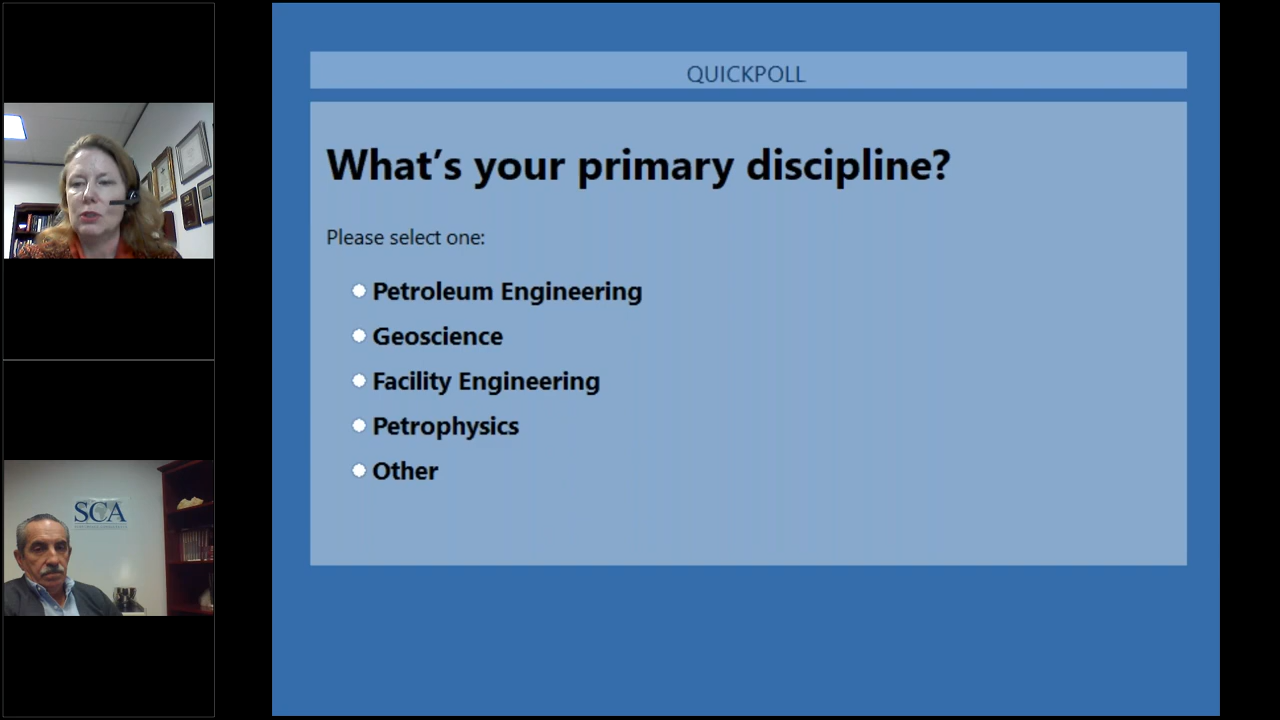 QUICKPOLL
What's your primary discipline?
Please select one:
Petroleum Engineering
Geoscience
Facility Engineering
Petrophysics
Other
SCA